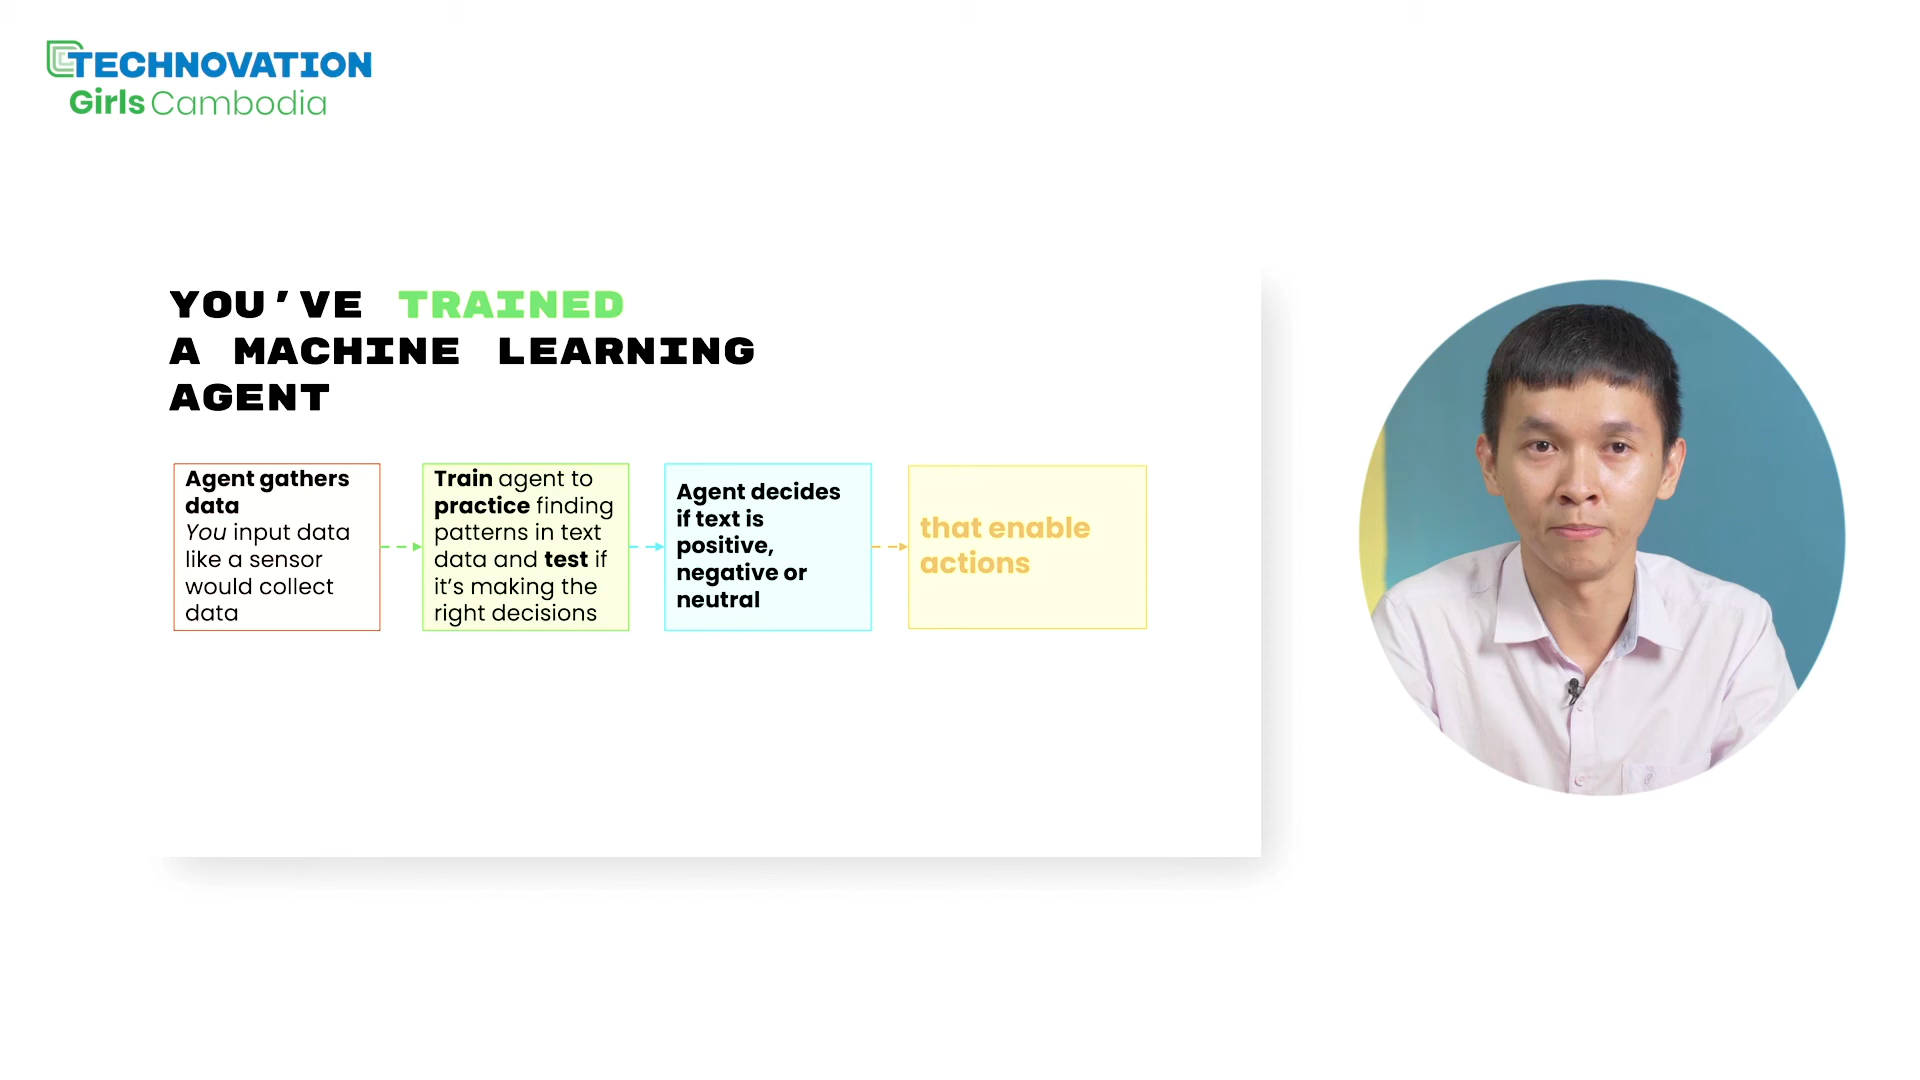 TECHNOVATION
Girls Cambodia
YOU'VE TRAINED
A MACHINE LEARNING
AGENT
Agent gathers
data
You input data
like a sensor
would collect
data
Train agent to
practice finding
patterns in text
data and test if
it's making the
right decisions
Agent decides
if text is
positive,
negative or
neutral
that enable
actions